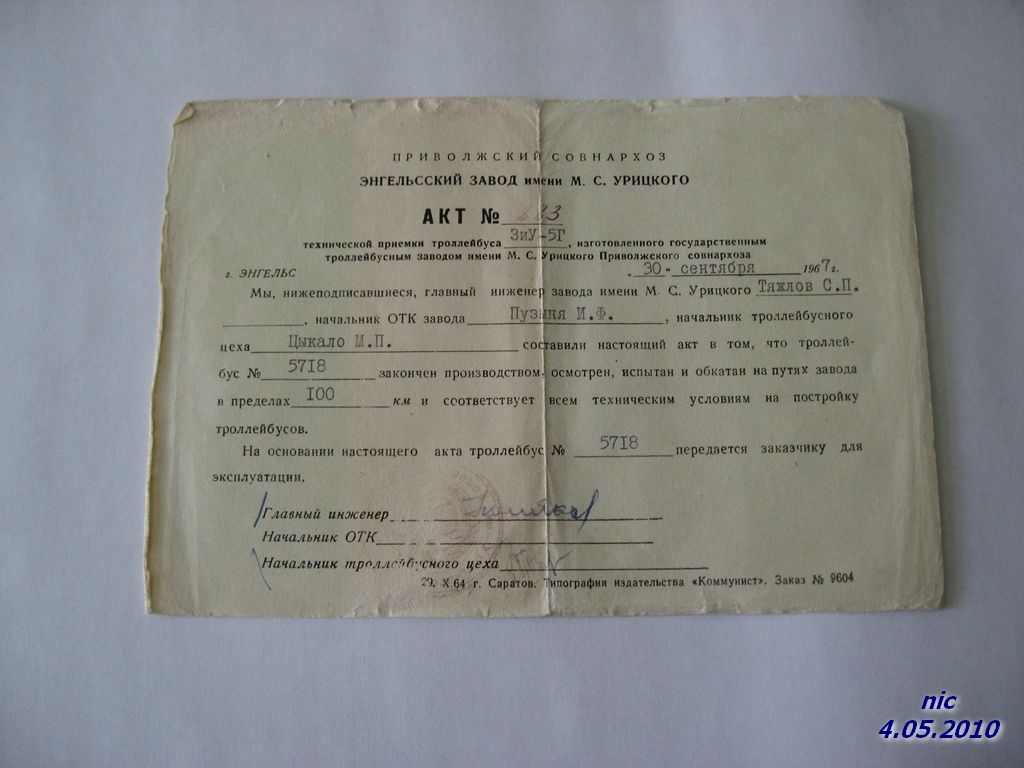 ПРИВОЛЖСКИЙ СОВНАРХОЗ
ЭНГЕЛЬССКИЙ ЗАВОД имени М. С. УРИЦКОГО
АКТ №
технической приемки троллейбуса ЗиУ-5Г, изготовленного государственным
троллейбусным заводом имени М. С. Урицкого Приволжского совнархоза
г. ЭНГЕЛЬС 30- сентября 1967 г.
Мы, нижеподписавшиеся, главный инженер завода имени М. С. Урицкого Тяжлов С.П.
, начальник ОТК завода Пузыня И.Ф. , начальник троллейбусного
цеха Цыкало М.П. составили настоящий акт в том, что троллей-
бус № 5718 закончен производством, осмотрен, испытан и обкатан на путях завода
в пределах 100 км и соответствует всем техническим условиям на постройку
троллейбусов.
На основании настоящего акта троллейбус № 5718 передается заказчику для
эксплуатации.
Главный инженер
Начальник ОТК
Начальник троллейбусного цеха
29. X.64 г. Саратов. Типография издательства «Коммунист». Заказ № 9604
nic
4.05.2010